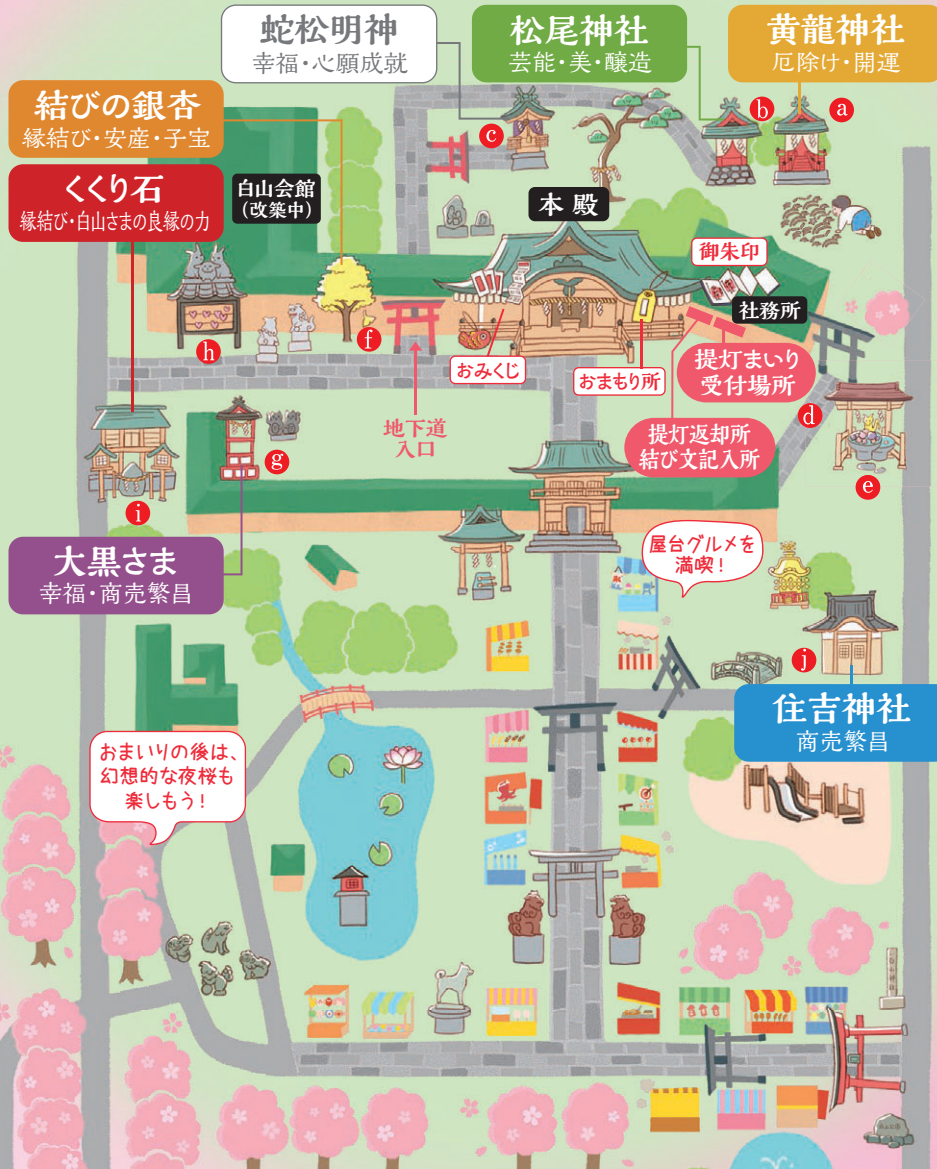 蛇松明神
幸福・心願成就
松尾神社
芸能・美・醸造
黄龍神社
厄除け・開運
結びの銀杏
縁結び・安産・子宝
くくり石
縁結び・白山さまの良縁の力
白山会館
(改築中)
本殿
御朱印
社務所
a
b
c
d
e
f
g
h
i
j
おみくじ
おまもり所
提灯まいり
受付場所
提灯返却所
結び文記入所
地下道
入口
大黒さま
幸福・商売繁昌
屋台グルメを
満喫!
住吉神社
商売繁昌
おまいりの後は、
幻想的な夜桜も
楽しもう!